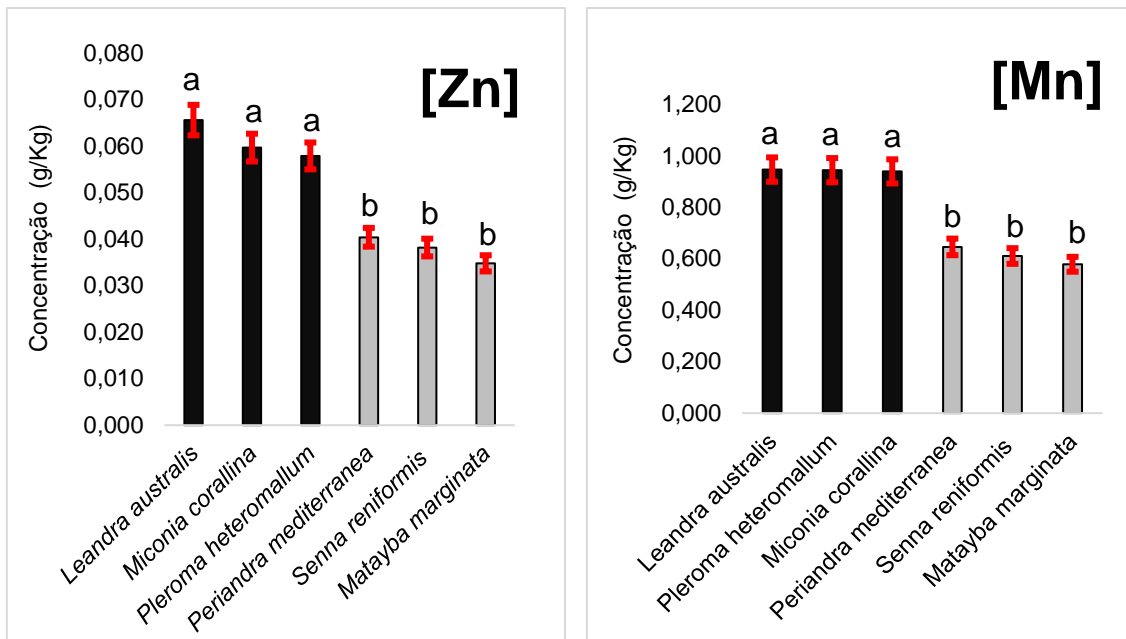 [Zn]
Concentração (g/Kg)
0,080
0,070
0,060
0,050
0,040
0,030
0,020
0,010
0,000
a
a
a
b
b
b
Leandra australis
Miconia corallina
Pleroma heteromallum
Periandra mediterranea
Senna reniformis
Matayba marginata
[Mn]
Concentração (g/Kg)
1,200
1,000
0,800
0,600
0,400
0,200
0,000
a
a
a
b
b
b
Leandra australis
Pleroma heteromallum
Miconia corallina
Periandra mediterranea
Senna reniformis
Matayba marginata